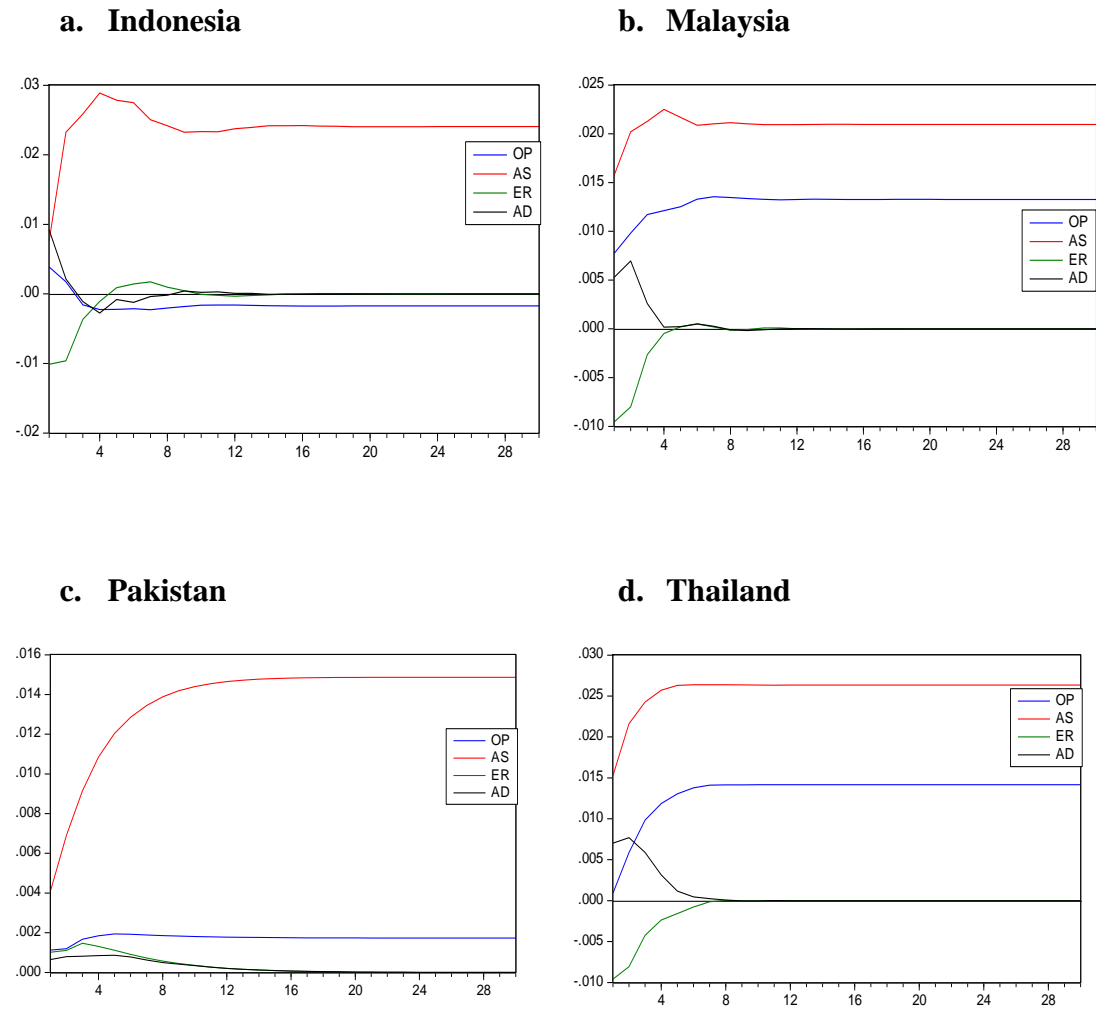 a. Indonesia
b. Malaysia
.03
.02
.01
.00
-.01
-.02
4 8 12 16 20 24 28
OP
AS
ER
AD
.025
.020
.015
.010
.005
.000
-.005
-.010
4 8 12 16 20 24 28
OP
AS
ER
AD
c. Pakistan
d. Thailand
.016
.014
.012
.010
.008
.006
.004
.002
.000
4 8 12 16 20 24 28
OP
AS
ER
AD
.030
.025
.020
.015
.010
.005
.000
-.005
-.010
4 8 12 16 20 24 28
OP
AS
ER
AD